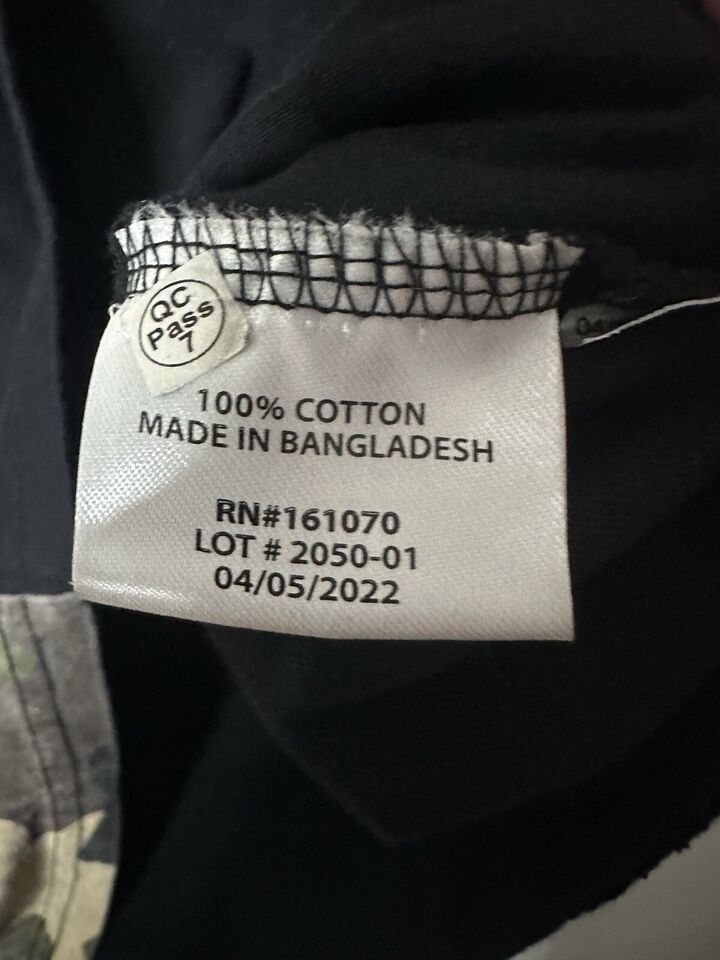 QC
Pass
7
100% COTTON
MADE IN BANGLADESH
RN#161070
LOT # 2050-01
04/05/2022